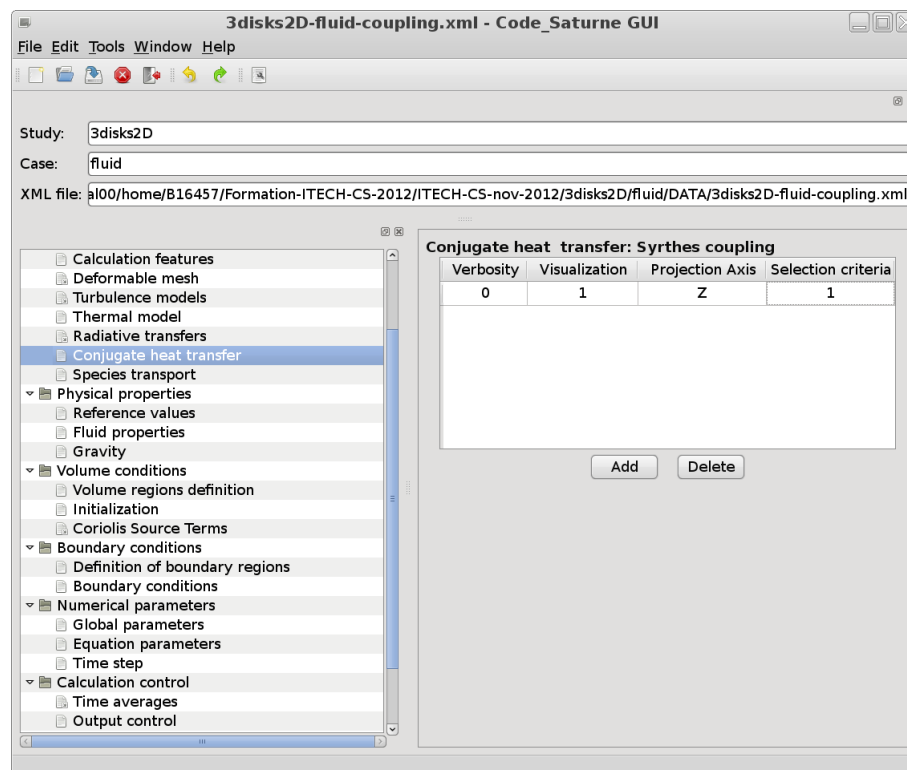 3disks2D-fluid-coupling.xml - Code_Saturne GUI
File Edit Tools Window Help
Study: 3disks2D
Case: fluid
XML file: al00/home/B16457/Formation-ITECH-CS-2012/ITECH-CS-nov-2012/3disks2D/fluid/DATA/3disks2D-fluid-coupling.xml
Calculation features
Deformable mesh
Turbulence models
Thermal model
Radiative transfers
Conjugate heat transfer
Species transport
Physical properties
Reference values
Fluid properties
Gravity
Volume conditions
Volume regions definition
Initialization
Coriolis Source Terms
Boundary conditions
Definition of boundary regions
Boundary conditions
Numerical parameters
Global parameters
Equation parameters
Time step
Calculation control
Time averages
Output control
Conjugate heat transfer: Syrthes coupling
Verbosity Visualization Projection Axis Selection criteria
0 1 Z 1
Add Delete